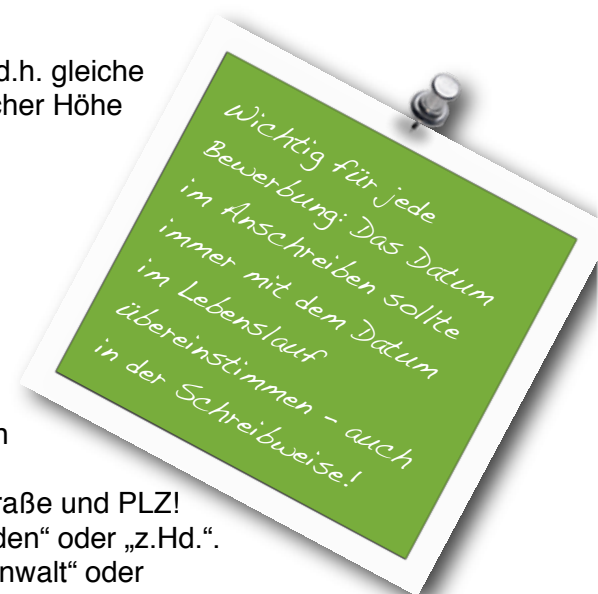 d.h. gleiche
cher Höhe
Wichtig für jede
Bewerbung: Das Datum
im Anschreiben sollte
immer mit dem Datum
im Lebenslauf
übereinstimmen - auch
in der Schreibweise!
n
raße und PLZ!
den“ oder „z.Hd.“.
nwalt“ oder